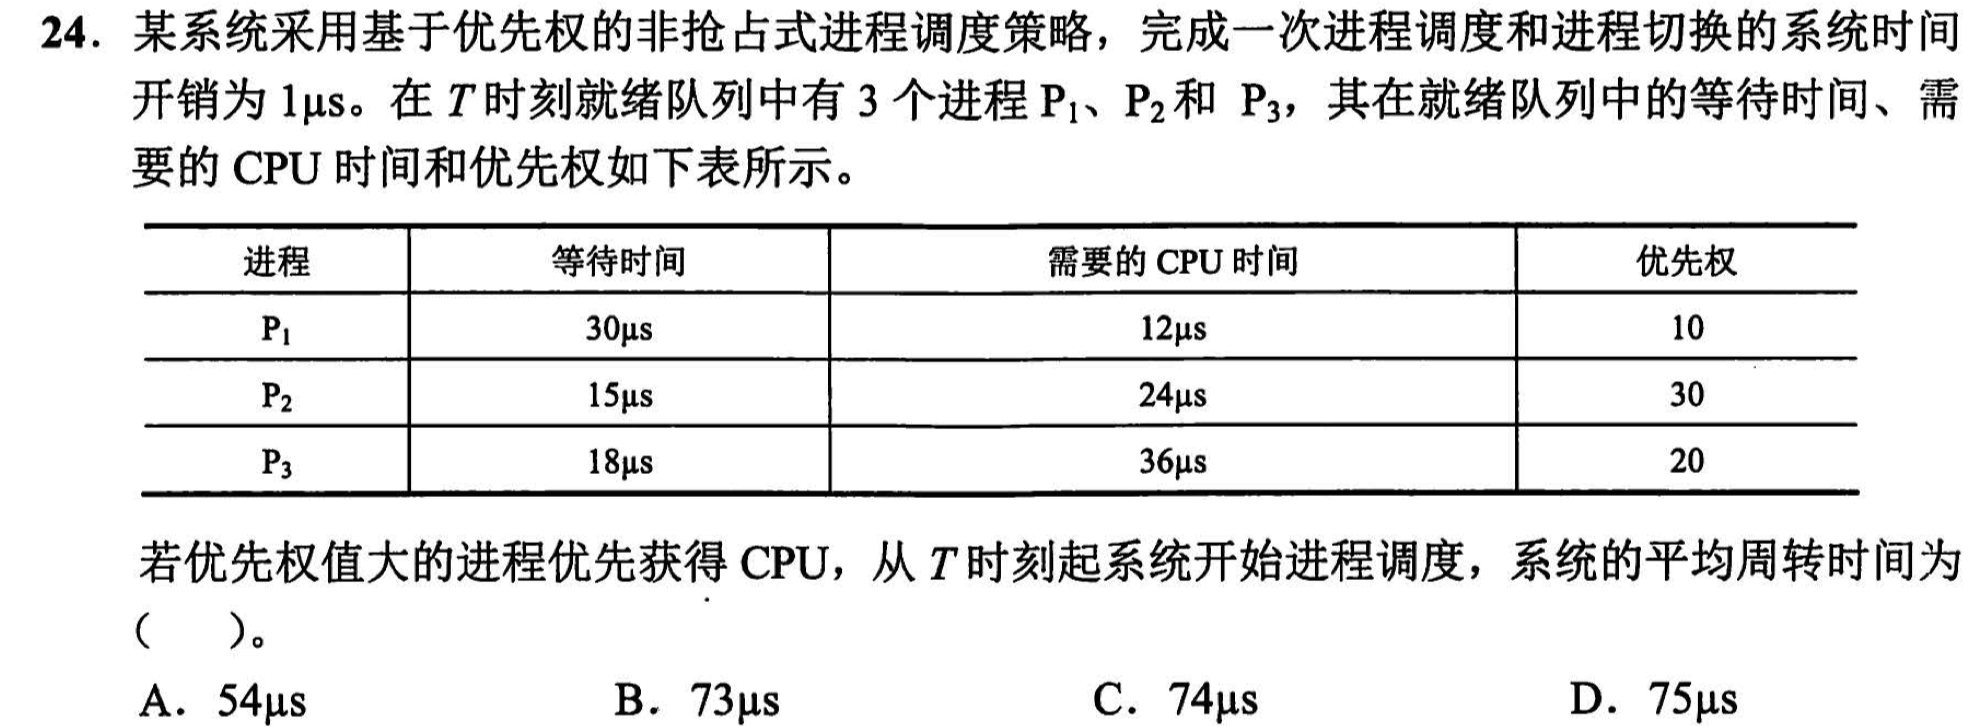 24. 某系统采用基于优先权的非抢占式进程调度策略，完成一次进程调度和进程切换的系统时间
开销为 1μs。在 T 时刻就绪队列中有 3 个进程 P₁、P₂和 P₃，其在就绪队列中的等待时间、需
要的 CPU 时间和优先权如下表所示。
进程 等待时间 需要的 CPU 时间 优先权
P₁ 30μs 12μs 10
P₂ 15μs 24μs 30
P₃ 18μs 36μs 20
若优先权值大的进程优先获得 CPU，从 T 时刻起系统开始进程调度，系统的平均周转时间为
（ ）。
A. 54μs B. 73μs C. 74μs D. 75μs